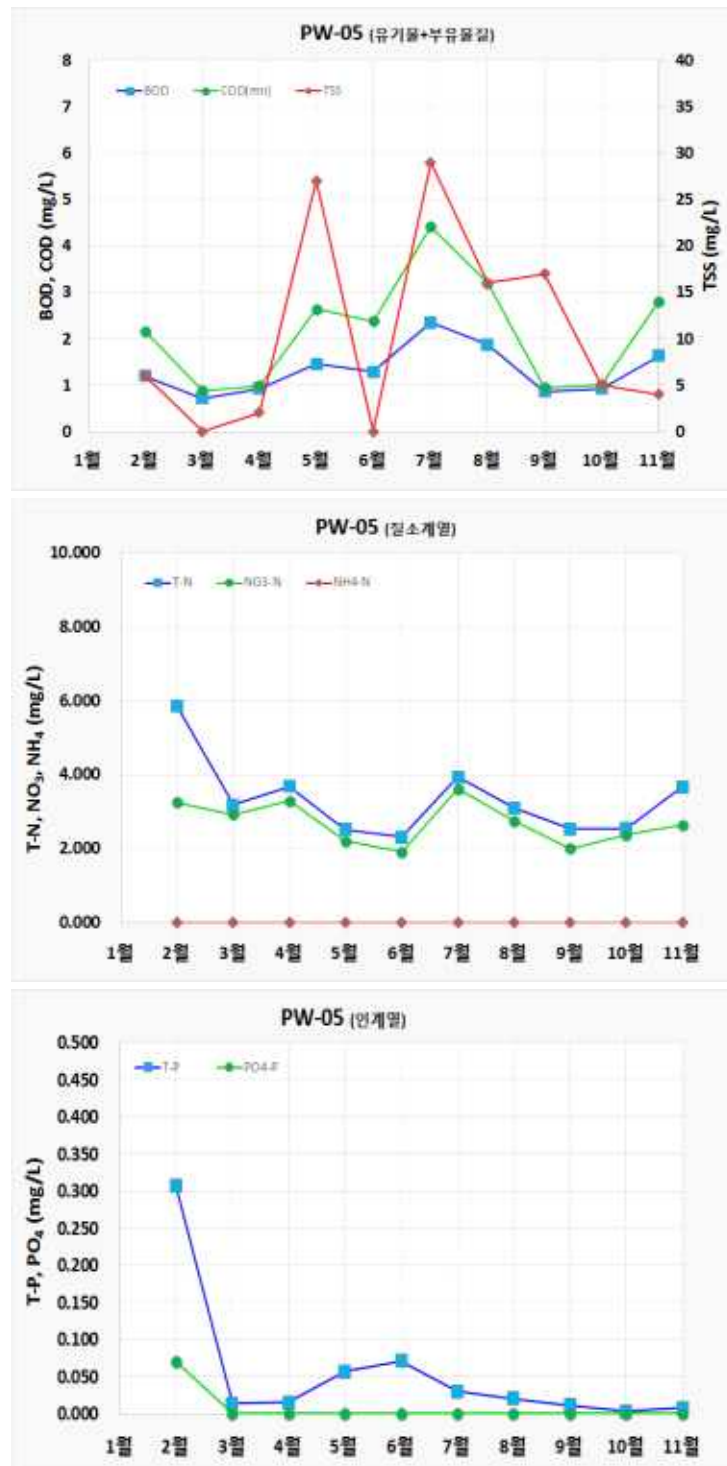 PW-05 (유기물+부유물질)
BOD COD(mn) TSS
BOD, COD (mg/L)
8
7
6
5
4
3
2
1
0
TSS (mg/L)
40
35
30
25
20
15
10
5
0
1월 2월 3월 4월 5월 6월 7월 8월 9월 10월 11월
PW-05 (질소계열)
T-N NO3-N NH4-N
T-N, NO₃, NH₄ (mg/L)
10.000
8.000
6.000
4.000
2.000
0.000
1월 2월 3월 4월 5월 6월 7월 8월 9월 10월 11월
PW-05 (인계열)
T-P PO4-P
T-P, PO₄ (mg/L)
0.500
0.450
0.400
0.350
0.300
0.250
0.200
0.150
0.100
0.050
0.000
1월 2월 3월 4월 5월 6월 7월 8월 9월 10월 11월